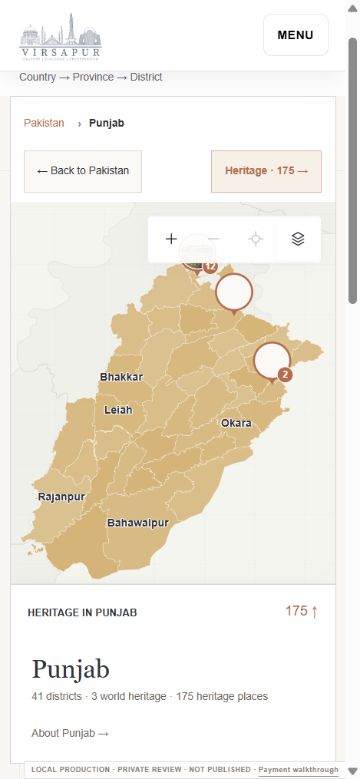 VIRSAPUR
MENU
Country → Province → District
Pakistan › Punjab
← Back to Pakistan
Heritage · 175 →
12
2
Bhakkar
Leiah
Okara
Rajanpur
Bahawalpur
HERITAGE IN PUNJAB
175 ↑
Punjab
41 districts · 3 world heritage · 175 heritage places
About Punjab →
LOCAL PRODUCTION · PRIVATE REVIEW · NOT PUBLISHED · Payment walkthrough